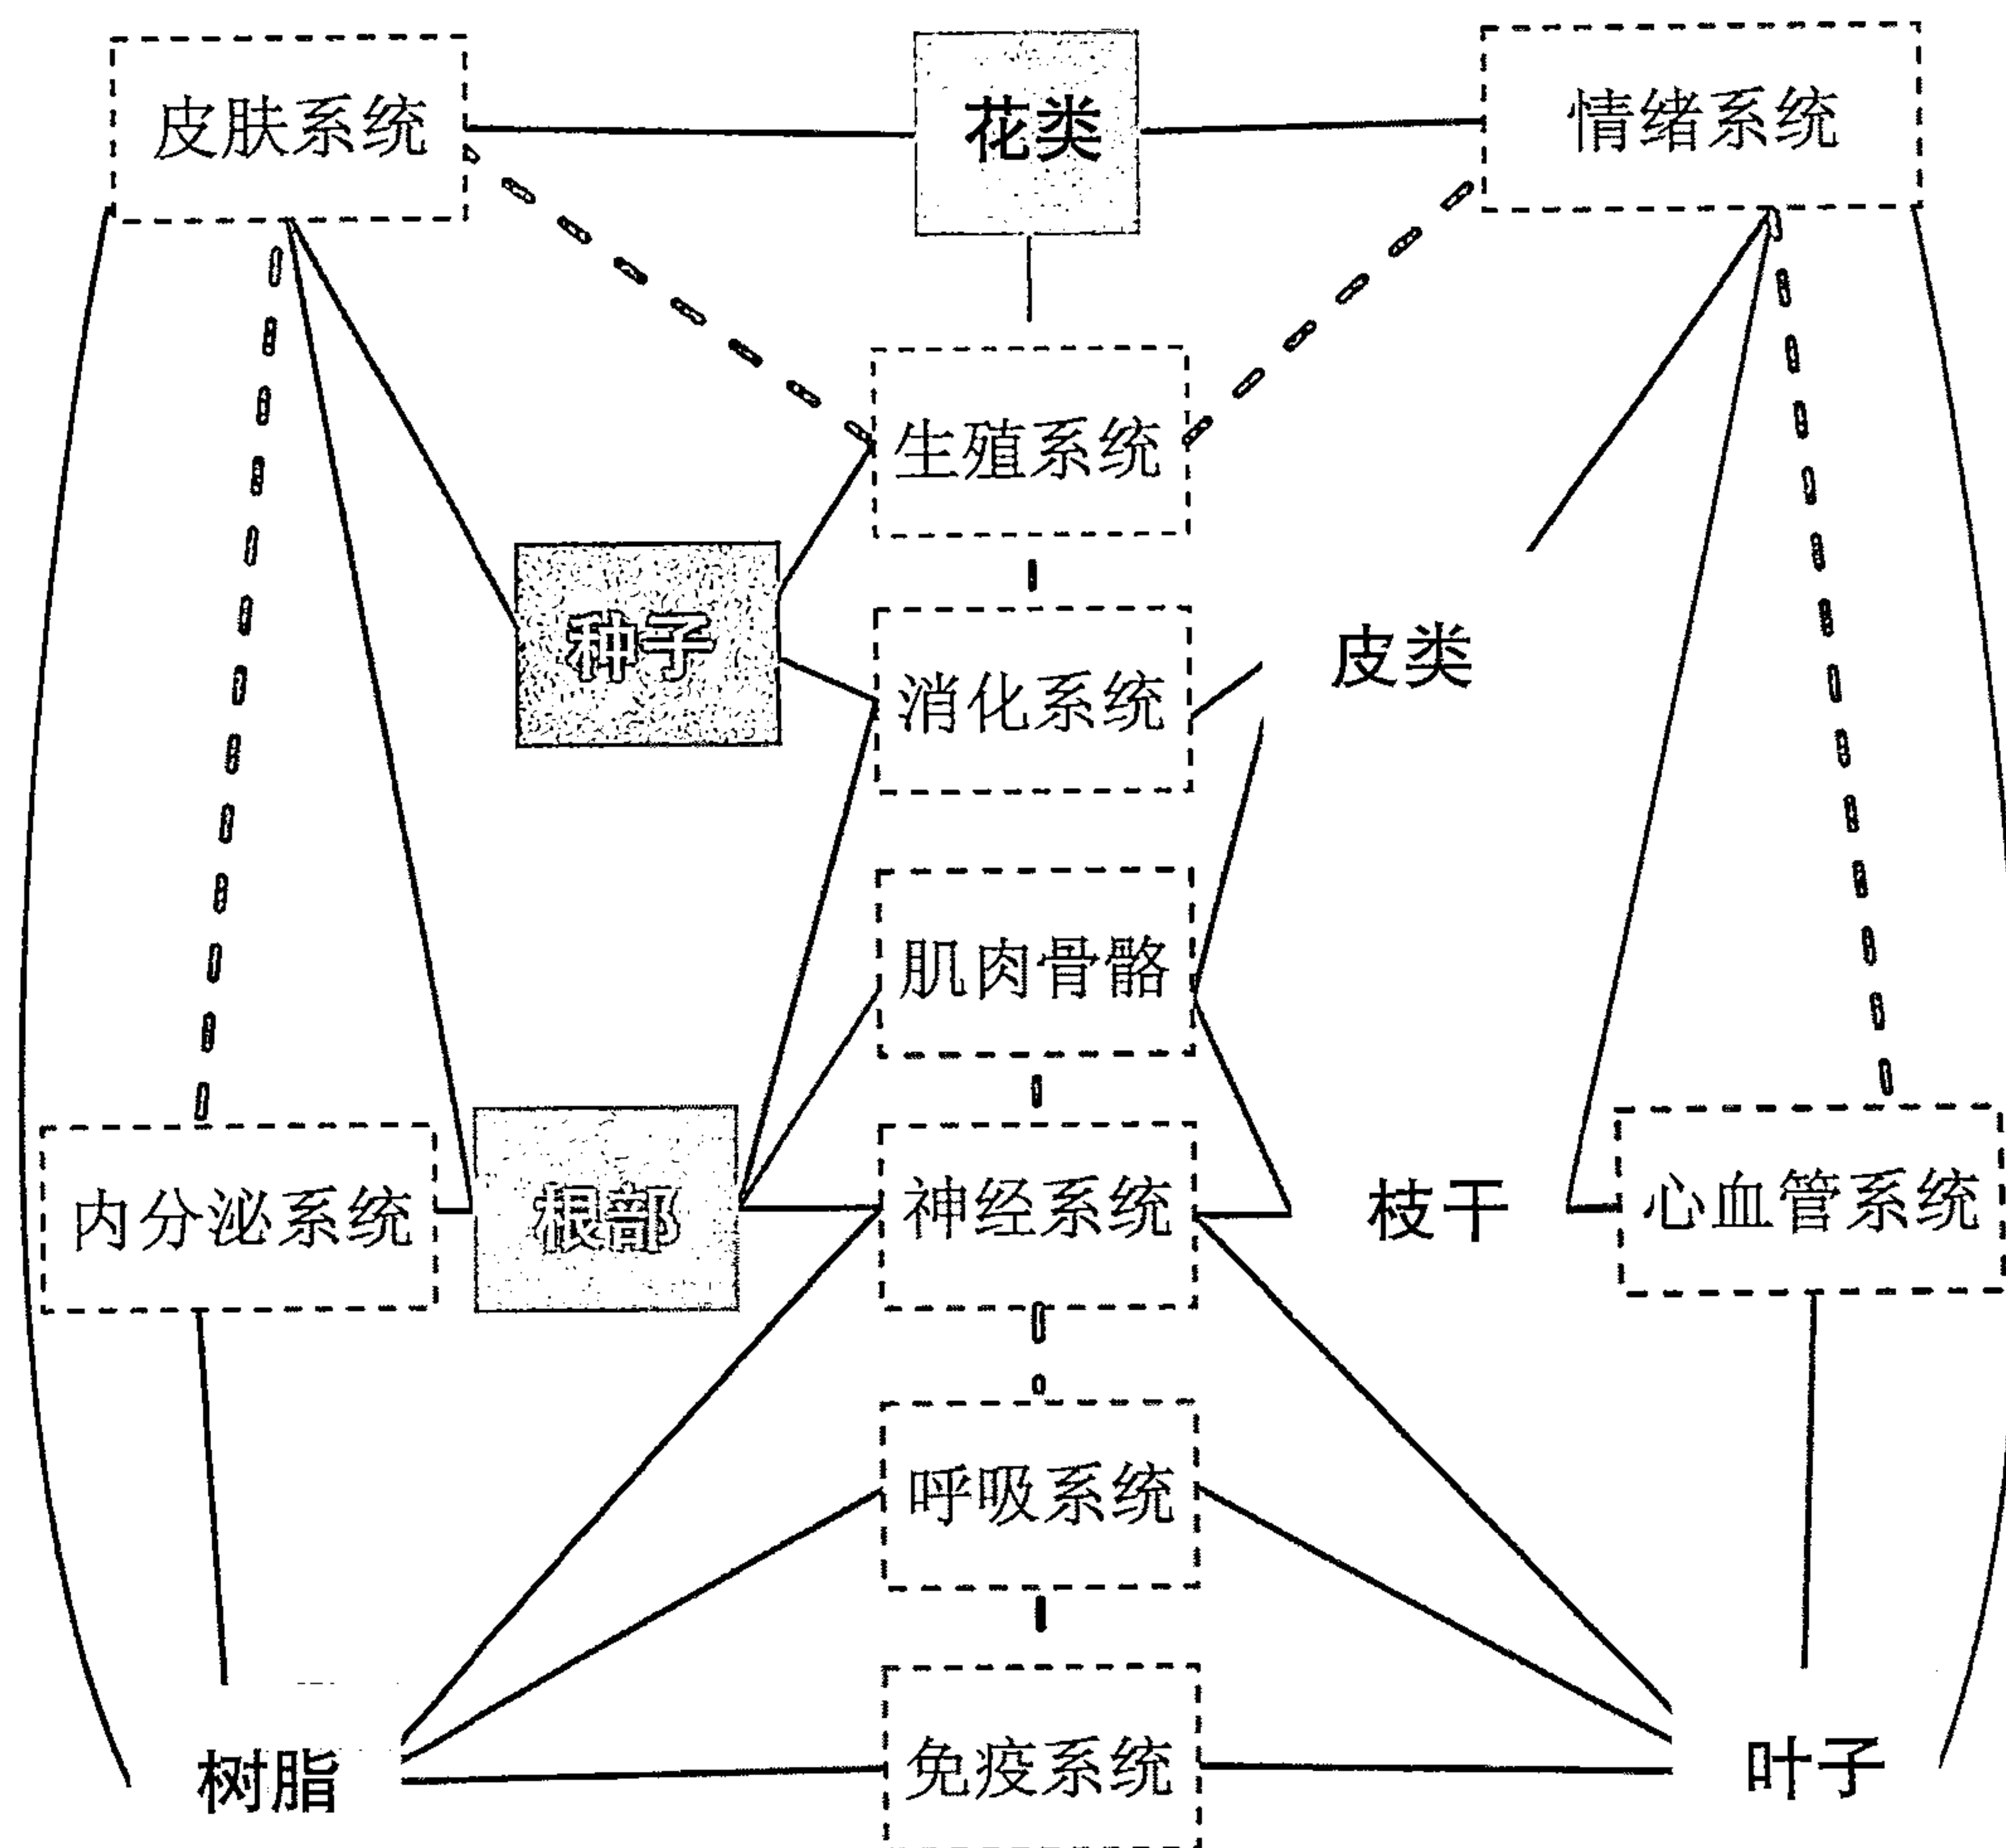 皮肤系统
花类
情绪系统
生殖系统
种子
皮类
消化系统
肌肉骨骼
内分泌系统
根部
神经系统
枝干
心血管系统
呼吸系统
树脂
免疫系统
叶子